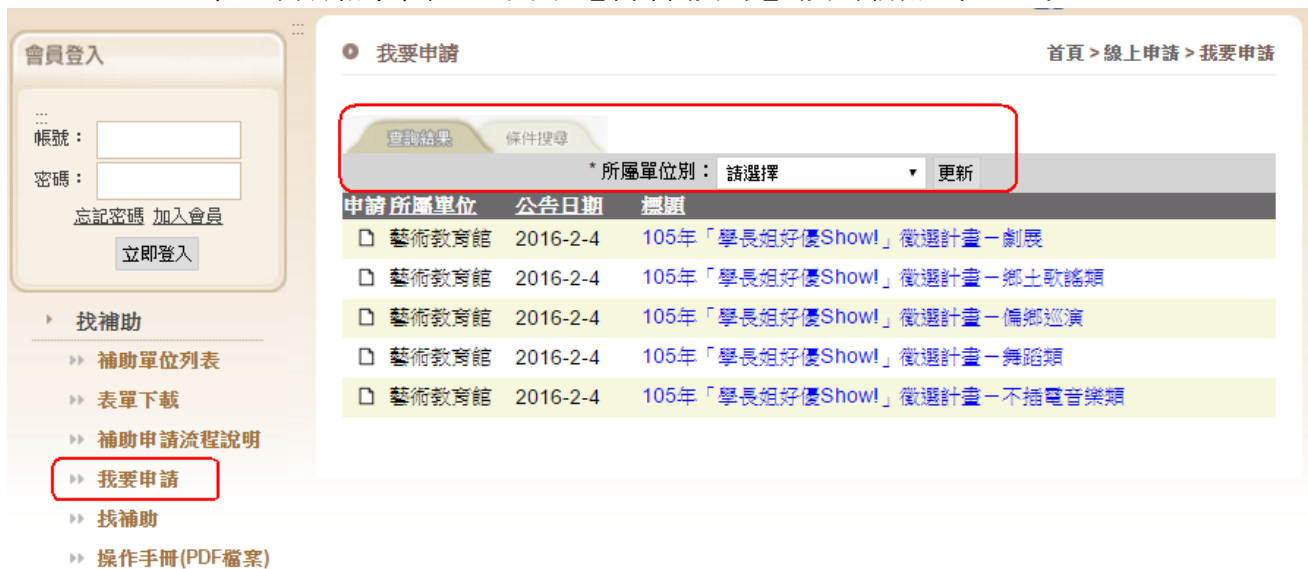 會員登入
帳號：
密碼：
忘記密碼 加入會員
立即登入
找補助
補助單位列表
表單下載
補助申請流程說明
我要申請
找補助
操作手冊(PDF檔案)
我要申請
首頁 > 線上申請 > 我要申請
查詢結果 條件搜尋
* 所屬單位別： 請選擇 更新
申請 所屬單位 公告日期 標題
藝術教育館 2016-2-4 105年「學長姐好優Show!」徵選計畫－劇展
藝術教育館 2016-2-4 105年「學長姐好優Show!」徵選計畫－鄉土歌謠類
藝術教育館 2016-2-4 105年「學長姐好優Show!」徵選計畫－偏鄉巡演
藝術教育館 2016-2-4 105年「學長姐好優Show!」徵選計畫－舞蹈類
藝術教育館 2016-2-4 105年「學長姐好優Show!」徵選計畫－不插電音樂類